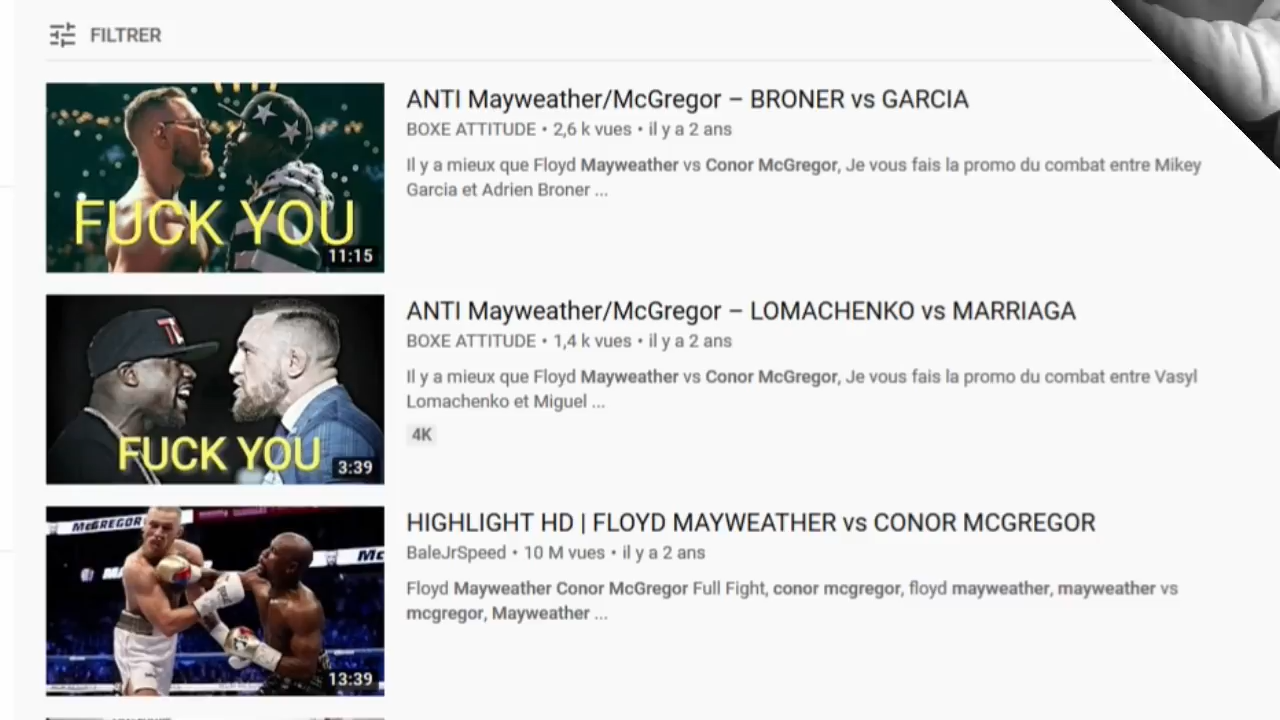 FILTRER
FUCK YOU
11:15
ANTI Mayweather/McGregor – BRONER vs GARCIA
BOXE ATTITUDE • 2,6 k vues • il y a 2 ans
Il y a mieux que Floyd Mayweather vs Conor McGregor, Je vous fais la promo du combat entre Mikey
Garcia et Adrien Broner ...
FUCK YOU
3:39
ANTI Mayweather/McGregor – LOMACHENKO vs MARRIAGA
BOXE ATTITUDE • 1,4 k vues • il y a 2 ans
Il y a mieux que Floyd Mayweather vs Conor McGregor, Je vous fais la promo du combat entre Vasyl
Lomachenko et Miguel ...
4K
McGREGOR
13:39
HIGHLIGHT HD | FLOYD MAYWEATHER vs CONOR MCGREGOR
BaleJrSpeed • 10 M vues • il y a 2 ans
Floyd Mayweather Conor McGregor Full Fight, conor mcgregor, floyd mayweather, mayweather vs
mcgregor, Mayweather ...